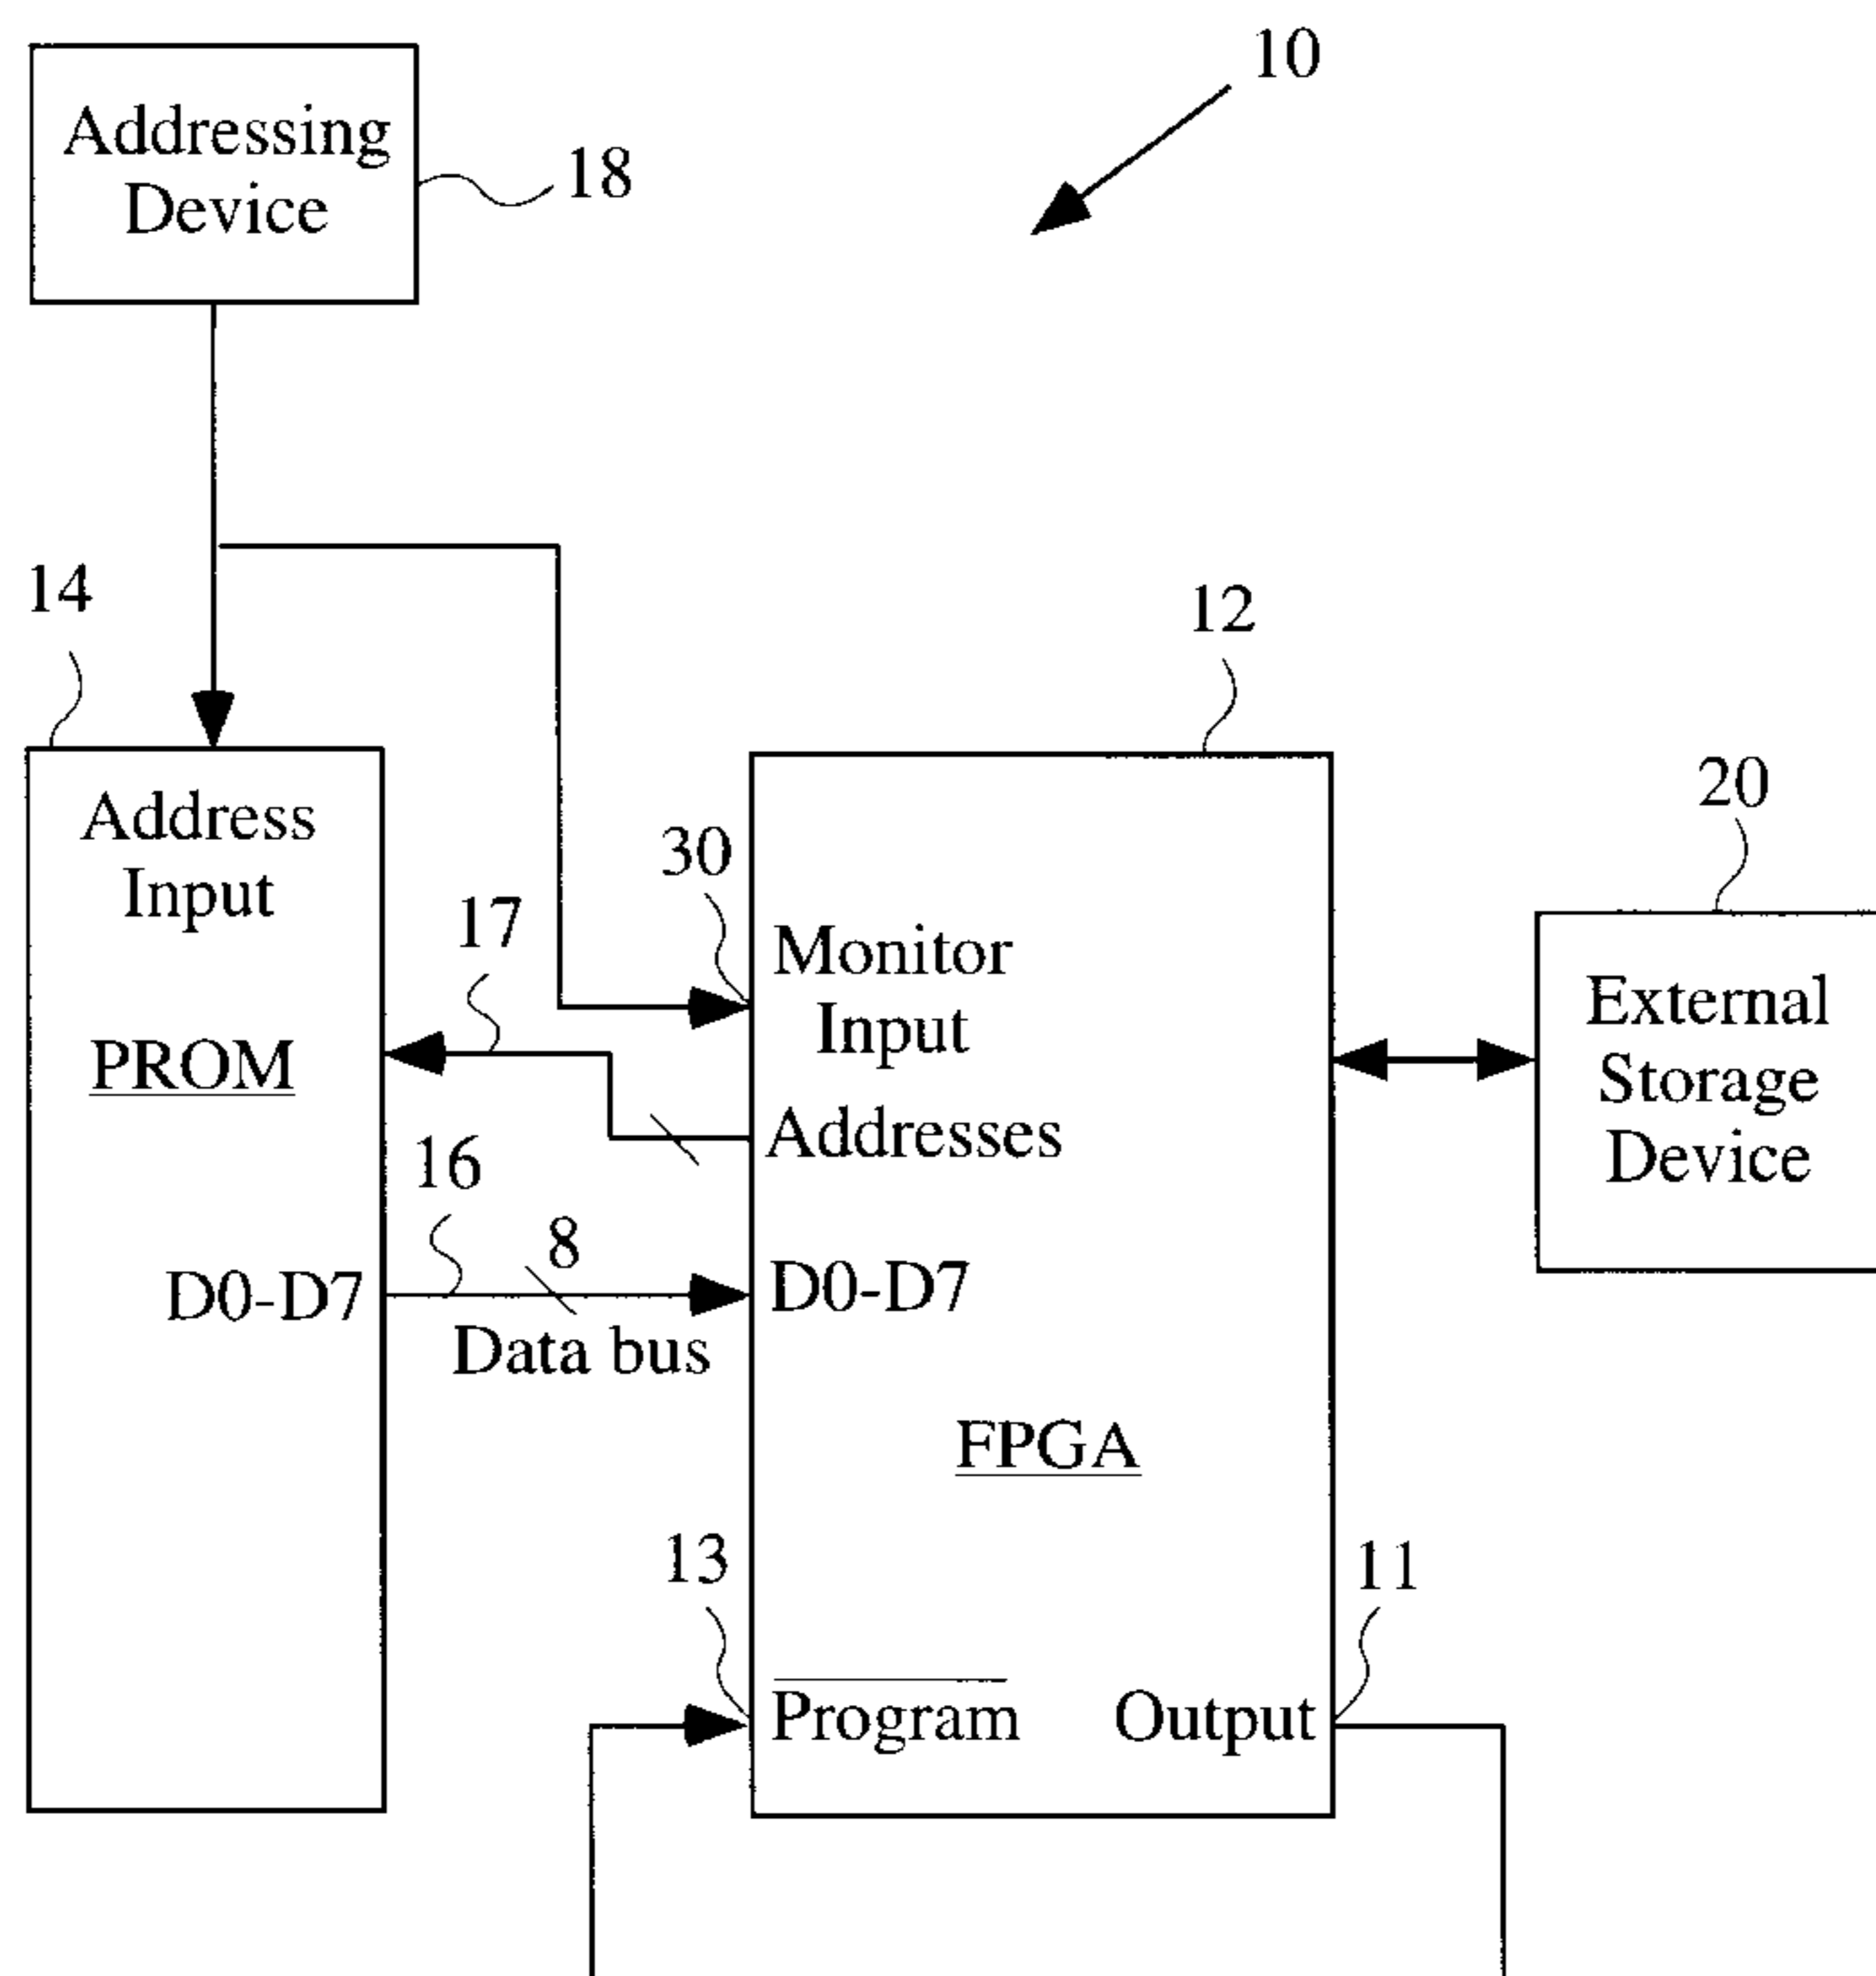 10
Addressing
Device
18
14
12
20
Address
Input
30
17
Monitor
Input
External
Storage
Device
PROM
Addresses
16
8
D0-D7
D0-D7
Data bus
FPGA
13
11
Program
Output